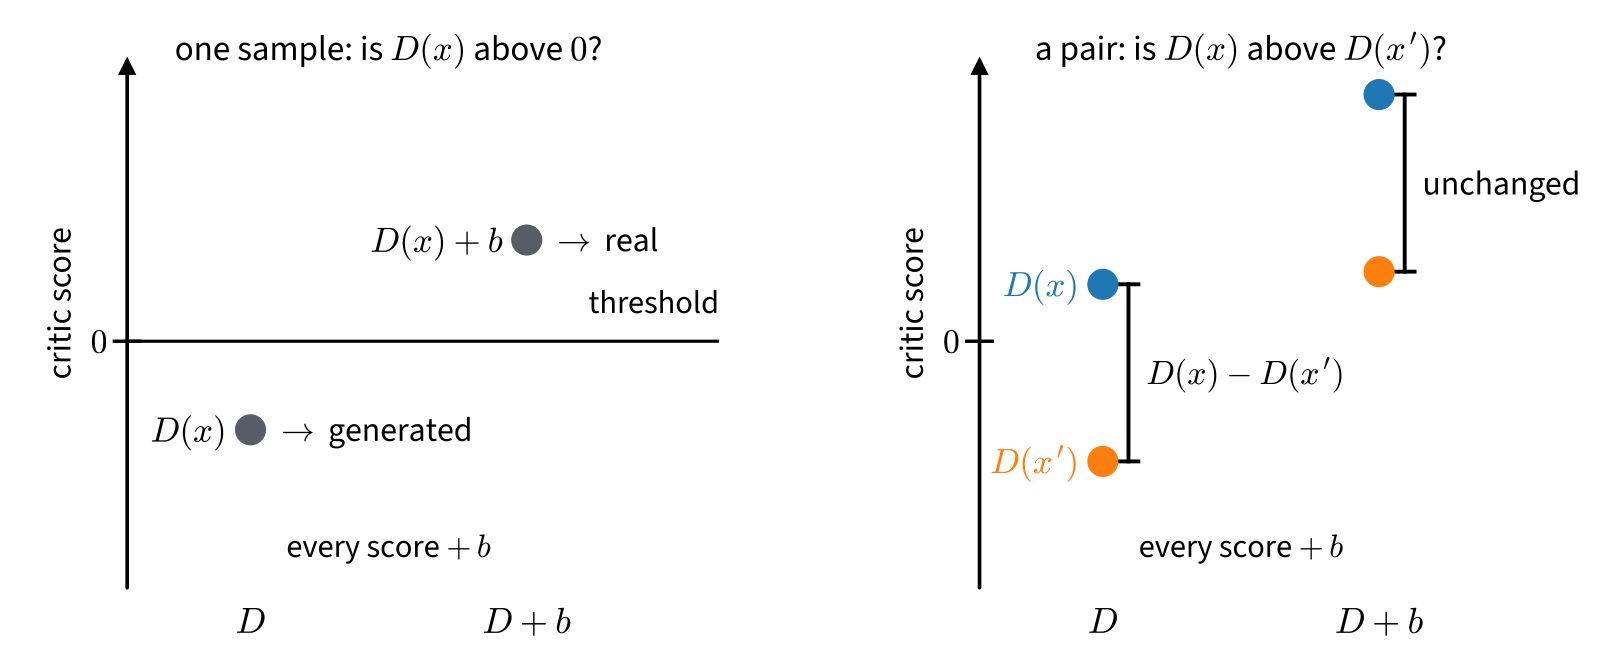 one sample: is D(x) above 0?
critic score
D(x) + b → real
threshold
0
D(x) → generated
every score + b
D
D + b
a pair: is D(x) above D(x′)?
critic score
unchanged
D(x)
0
D(x) − D(x′)
D(x′)
every score + b
D
D + b